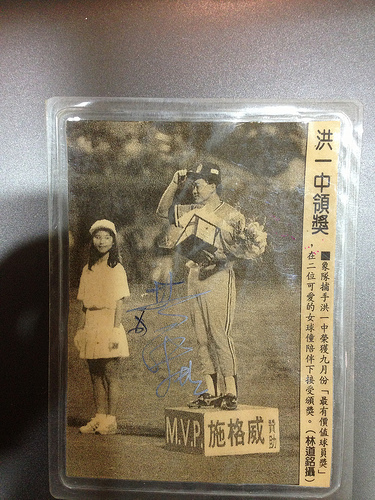 洪一中領獎
■象隊捕手洪一中榮獲九月份「最有價值球員獎」
，在二位可愛的女球僮陪伴下接受頒獎。（林道銘攝）
M.V.P.
施格威
贊助